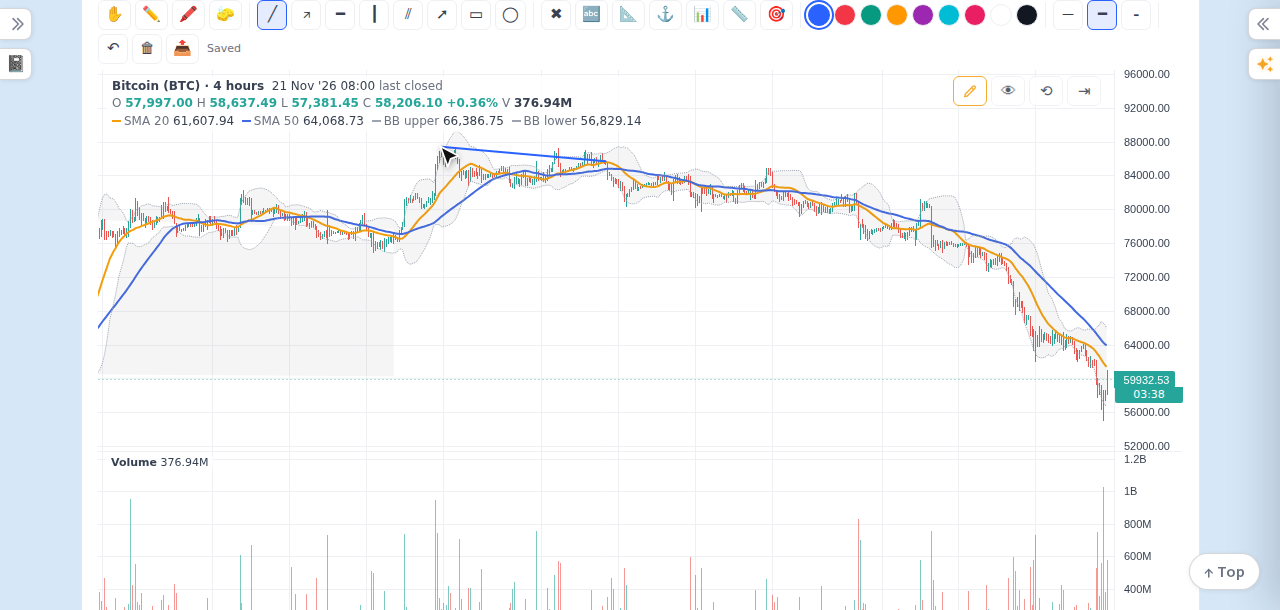 Saved
Bitcoin (BTC) · 4 hours 21 Nov '26 08:00 last closed
O 57,997.00 H 58,637.49 L 57,381.45 C 58,206.10 +0.36% V 376.94M
SMA 20 61,607.94 SMA 50 64,068.73 BB upper 66,386.75 BB lower 56,829.14
96000.00
92000.00
88000.00
84000.00
80000.00
76000.00
72000.00
68000.00
64000.00
59932.53
03:38
56000.00
52000.00
Volume 376.94M
1.2B
1B
800M
600M
400M
↑ Top